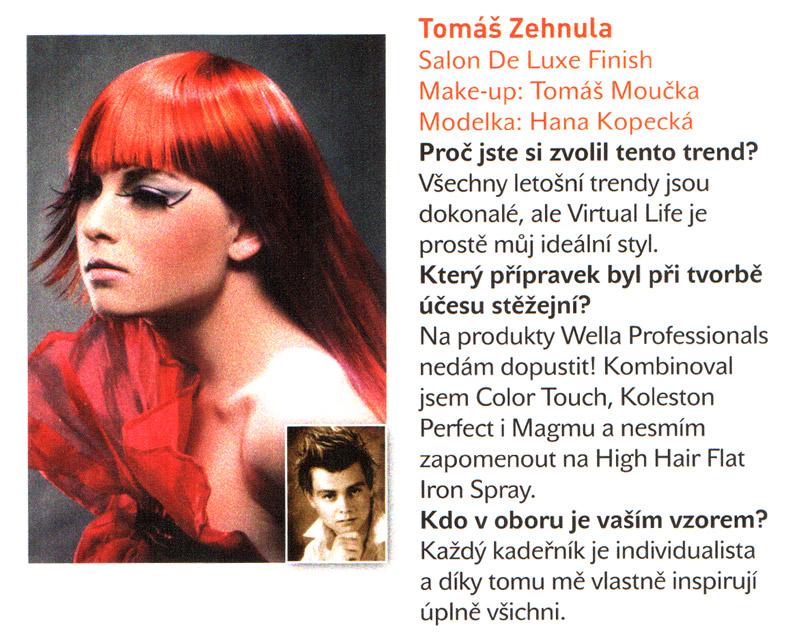 Tomáš Zehnula
Salon De Luxe Finish
Make-up: Tomáš Moučka
Modelka: Hana Kopecká
Proč jste si zvolil tento trend?
Všechny letošní trendy jsou
dokonalé, ale Virtual Life je
prostě můj ideální styl.
Který přípravek byl při tvorbě
účesu stěžejní?
Na produkty Wella Professionals
nedám dopustit! Kombinoval
jsem Color Touch, Koleston
Perfect i Magmu a nesmím
zapomenout na High Hair Flat
Iron Spray.
Kdo v oboru je vaším vzorem?
Každý kadeřník je individualista
a díky tomu mě vlastně inspirují
úplně všichni.